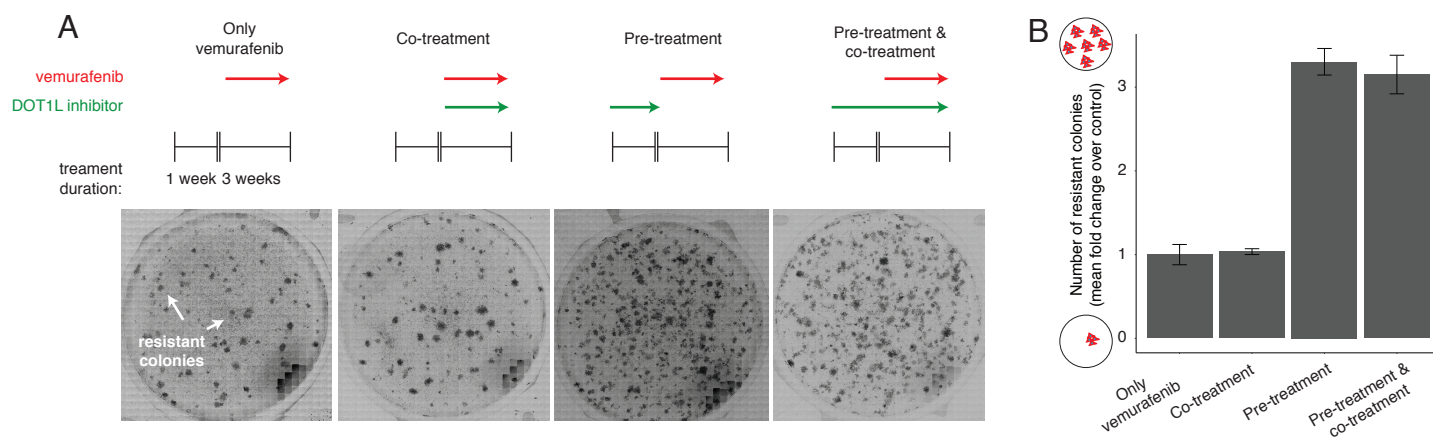 A
Only
vemurafenib
Co-treatment
Pre-treatment
Pre-treatment &
co-treatment
vemurafenib
DOT1L inhibitor
treament
duration:
1 week 3 weeks
resistant
colonies
B
Number of resistant colonies
(mean fold change over control)
3
2
1
0
Only
vemurafenib
Co-treatment
Pre-treatment
Pre-treatment &
co-treatment